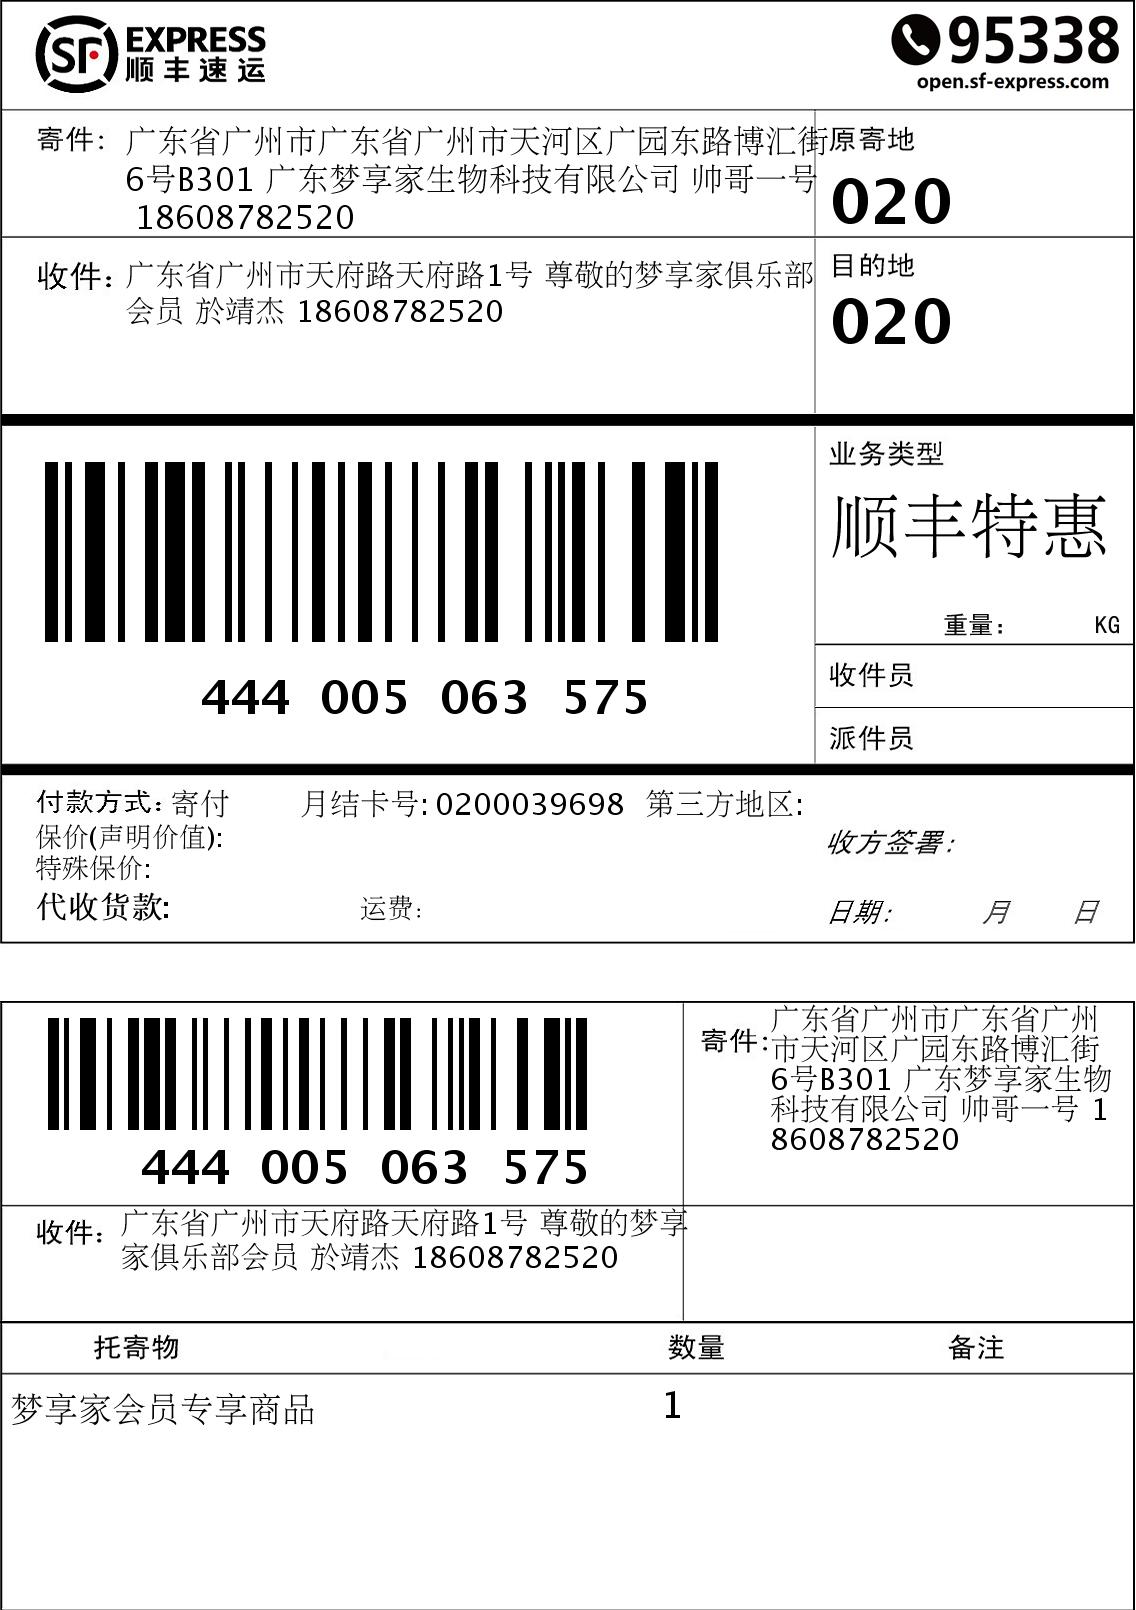 SF EXPRESS
顺丰速运
95338
open.sf-express.com
寄件: 广东省广州市广东省广州市天河区广园东路博汇街
6号B301 广东梦享家生物科技有限公司 帅哥一号
18608782520
原寄地
020
收件: 广东省广州市天府路天府路1号 尊敬的梦享家俱乐部
会员 於靖杰 18608782520
目的地
020
444 005 063 575
业务类型
顺丰特惠
重量: KG
收件员
派件员
付款方式: 寄付 月结卡号: 0200039698 第三方地区:
保价(声明价值):
特殊保价:
代收货款: 运费:
收方签署:
日期: 月 日
444 005 063 575
寄件: 广东省广州市广东省广州
市天河区广园东路博汇街
6号B301 广东梦享家生物
科技有限公司 帅哥一号 1
8608782520
收件: 广东省广州市天府路天府路1号 尊敬的梦享
家俱乐部会员 於靖杰 18608782520
托寄物 数量 备注
梦享家会员专享商品 1